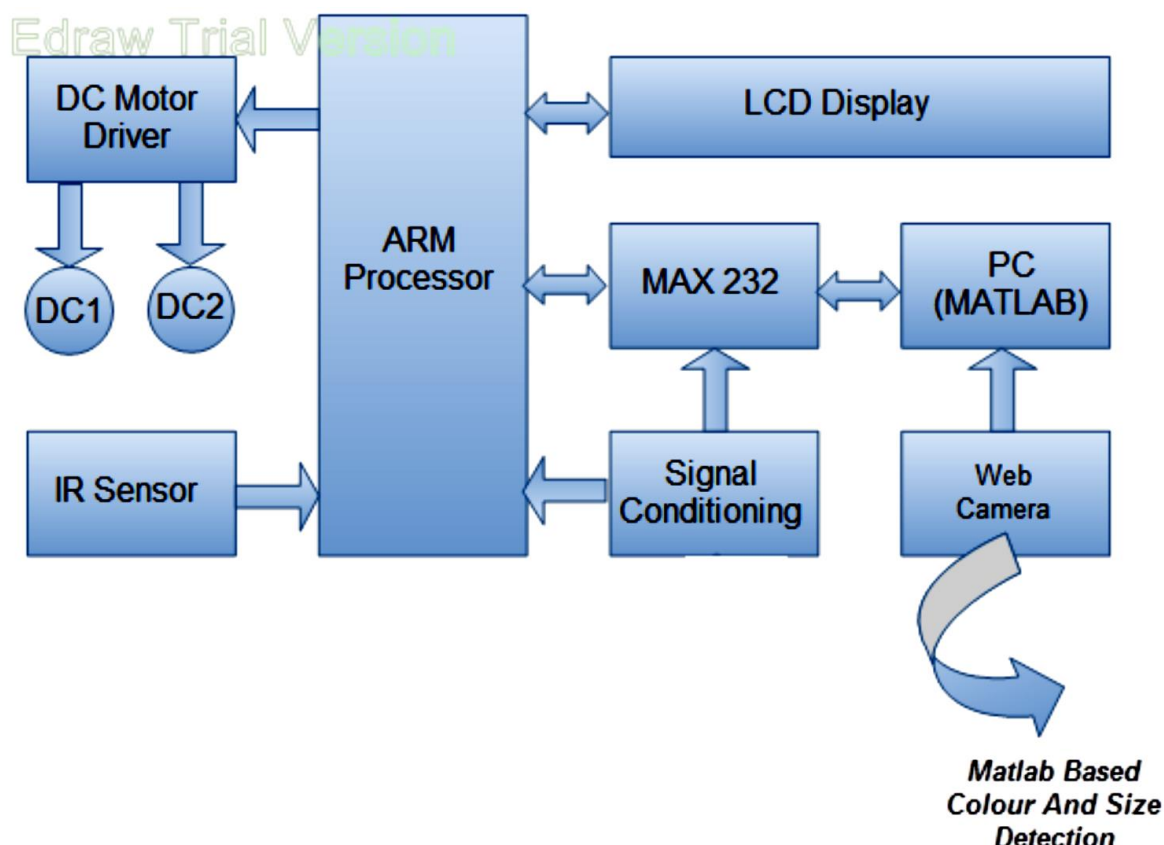 Edraw Trial Version
DC Motor
Driver
LCD Display
ARM
Processor
MAX 232
PC
(MATLAB)
DC1
DC2
IR Sensor
Signal
Conditioning
Web
Camera
Matlab Based
Colour And Size
Detection